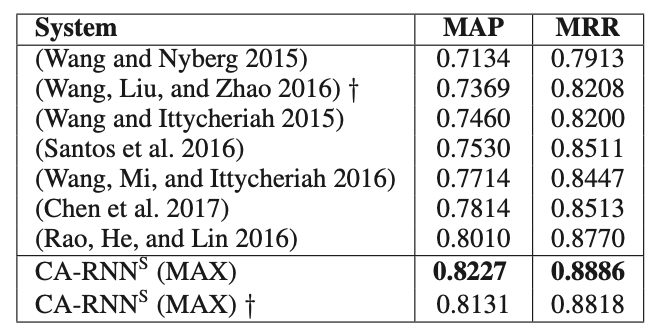 System MAP MRR
(Wang and Nyberg 2015) 0.7134 0.7913
(Wang, Liu, and Zhao 2016) † 0.7369 0.8208
(Wang and Ittycheriah 2015) 0.7460 0.8200
(Santos et al. 2016) 0.7530 0.8511
(Wang, Mi, and Ittycheriah 2016) 0.7714 0.8447
(Chen et al. 2017) 0.7814 0.8513
(Rao, He, and Lin 2016) 0.8010 0.8770
CA-RNNS (MAX) 0.8227 0.8886
CA-RNNS (MAX) † 0.8131 0.8818